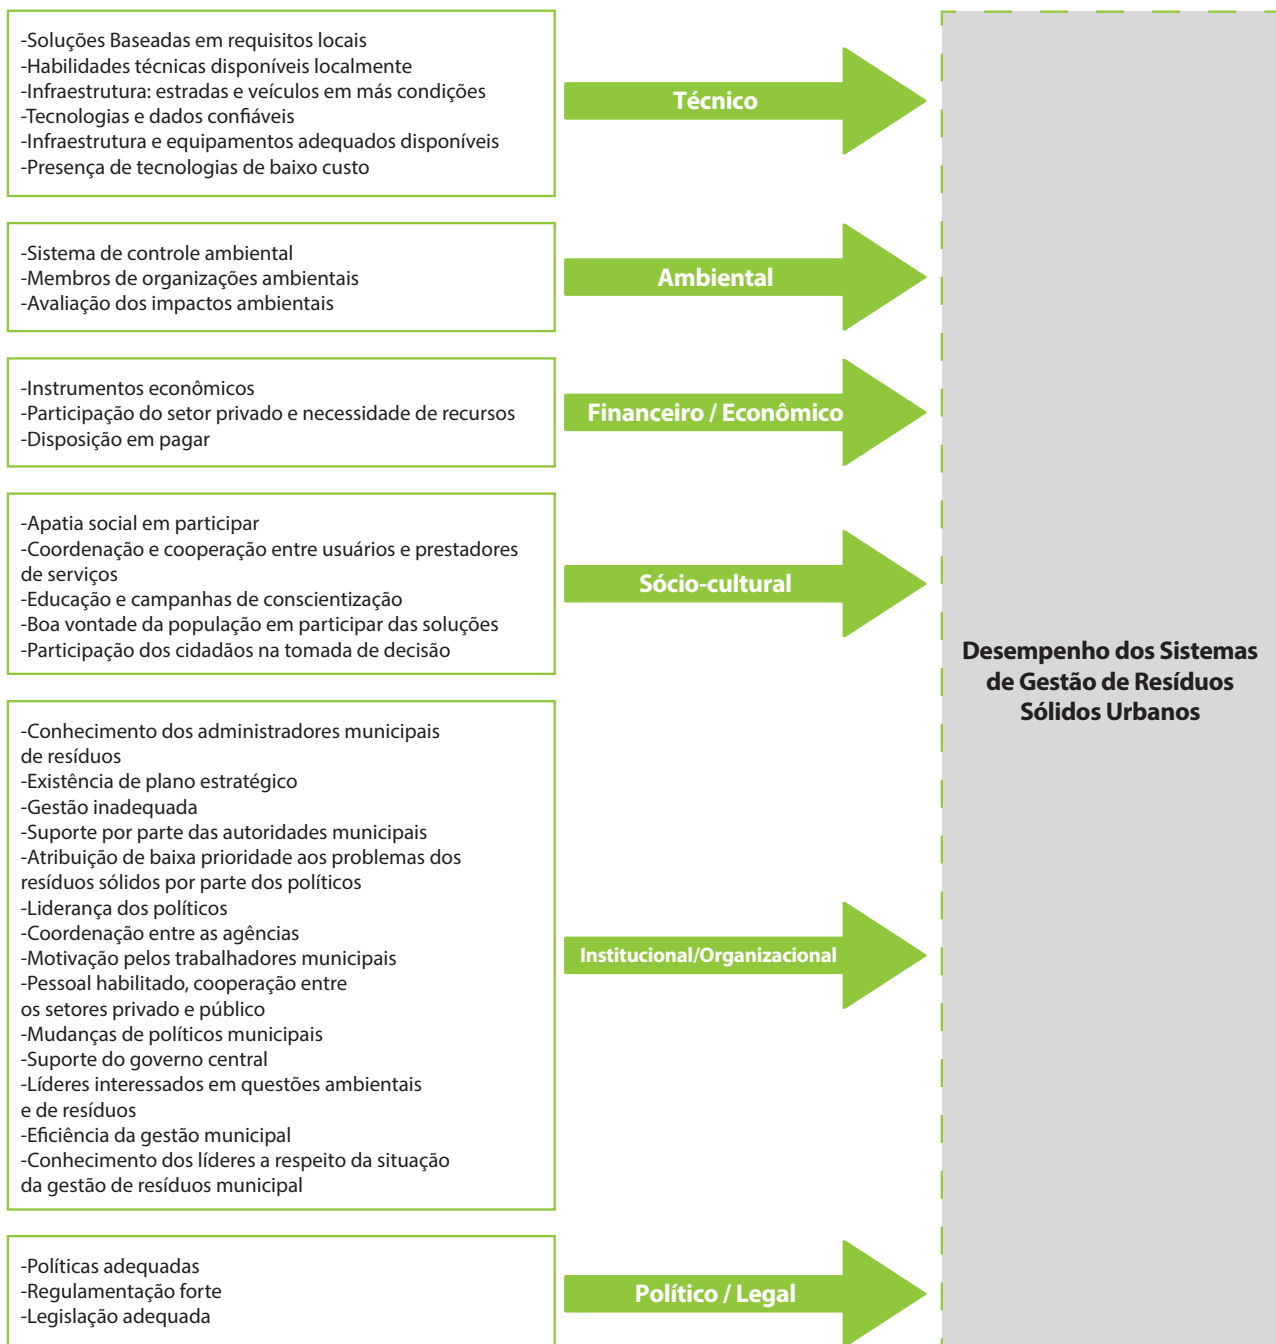 -Soluções Baseadas em requisitos locais
-Habilidades técnicas disponíveis localmente
-Infraestrutura: estradas e veículos em más condições
-Tecnologias e dados confiáveis
-Infraestrutura e equipamentos adequados disponíveis
-Presença de tecnologias de baixo custo
Técnico
-Sistema de controle ambiental
-Membros de organizações ambientais
-Avaliação dos impactos ambientais
Ambiental
-Instrumentos econômicos
-Participação do setor privado e necessidade de recursos
-Disposição em pagar
Financeiro / Econômico
-Apatia social em participar
-Coordenação e cooperação entre usuários e prestadores
de serviços
-Educação e campanhas de conscientização
-Boa vontade da população em participar das soluções
-Participação dos cidadãos na tomada de decisão
Sócio-cultural
-Conhecimento dos administradores municipais
de resíduos
-Existência de plano estratégico
-Gestão inadequada
-Suporte por parte das autoridades municipais
-Atribuição de baixa prioridade aos problemas dos
resíduos sólidos por parte dos políticos
-Liderança dos políticos
-Coordenação entre as agências
-Motivação pelos trabalhadores municipais
-Pessoal habilitado, cooperação entre
os setores privado e público
-Mudanças de políticos municipais
-Suporte do governo central
-Líderes interessados em questões ambientais
e de resíduos
-Eficiência da gestão municipal
-Conhecimento dos líderes a respeito da situação
da gestão de resíduos municipal
Institucional/Organizacional
-Políticas adequadas
-Regulamentação forte
-Legislação adequada
Político / Legal
Desempenho dos Sistemas
de Gestão de Resíduos
Sólidos Urbanos